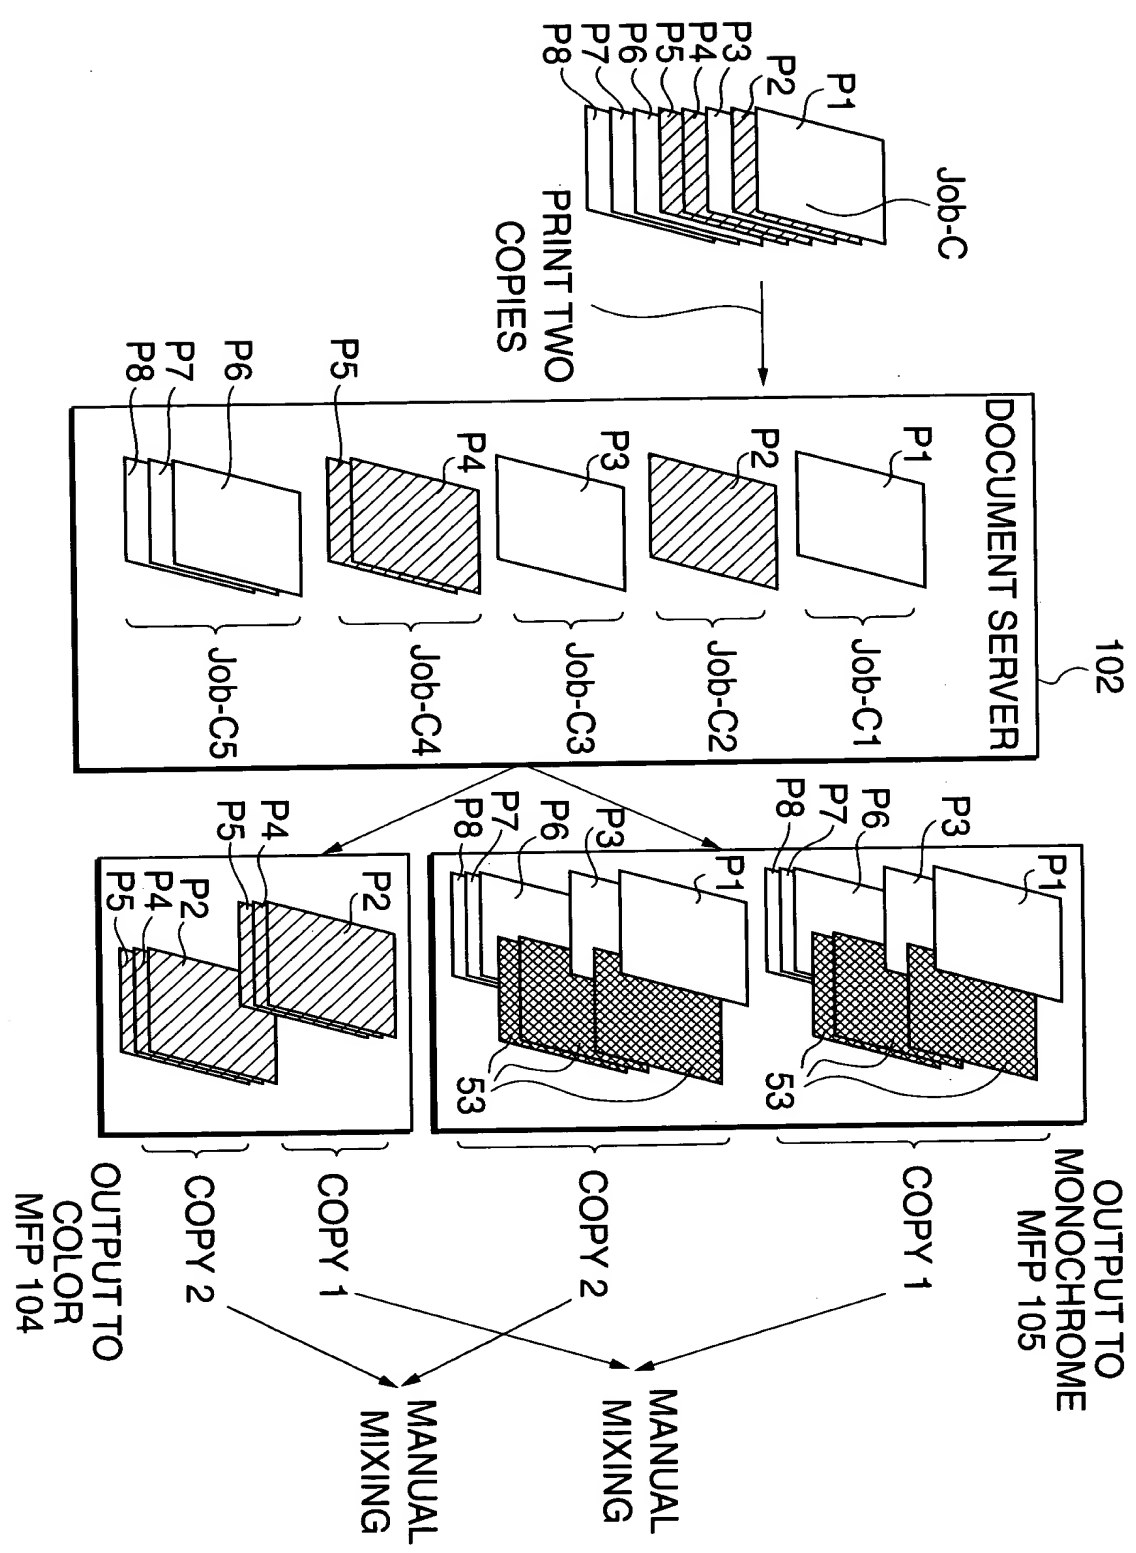 Job-C
P1
P2
P3
P4
P5
P6
P7
P8
PRINT TWO
COPIES
102
DOCUMENT SERVER
P1
Job-C1
P2
Job-C2
P3
Job-C3
P4
P5
Job-C4
P6
P7
P8
Job-C5
OUTPUT TO
MONOCHROME
MFP 105
P1
P3
P6
P7
P8
53
COPY 1
P1
P3
P6
P7
P8
53
COPY 2
P2
P4
P5
COPY 1
P2
P4
P5
COPY 2
OUTPUT TO
COLOR
MFP 104
MANUAL
MIXING
MANUAL
MIXING